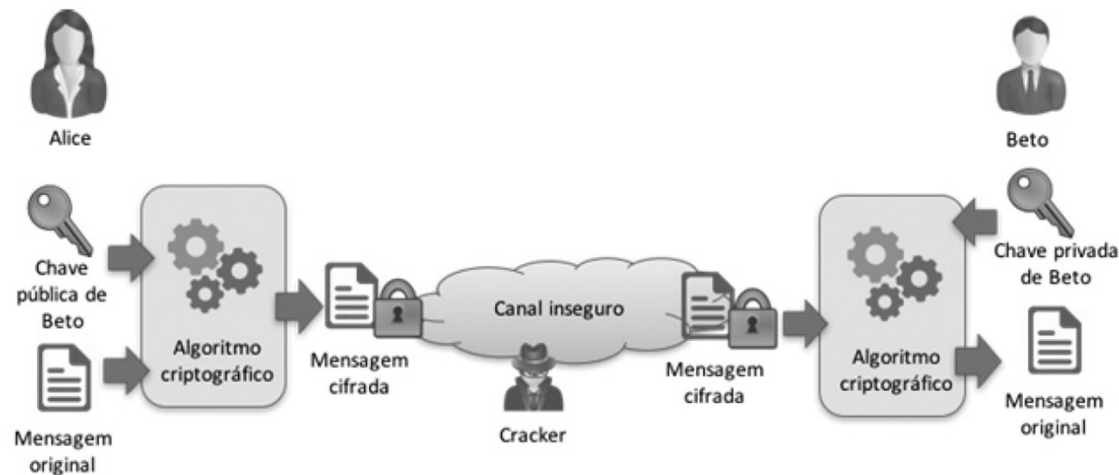 Alice
Beto
Chave
pública de
Beto
Mensagem
original
Algoritmo
criptográfico
Mensagem
cifrada
Canal inseguro
Cracker
Mensagem
cifrada
Algoritmo
criptográfico
Chave privada
de Beto
Mensagem
original